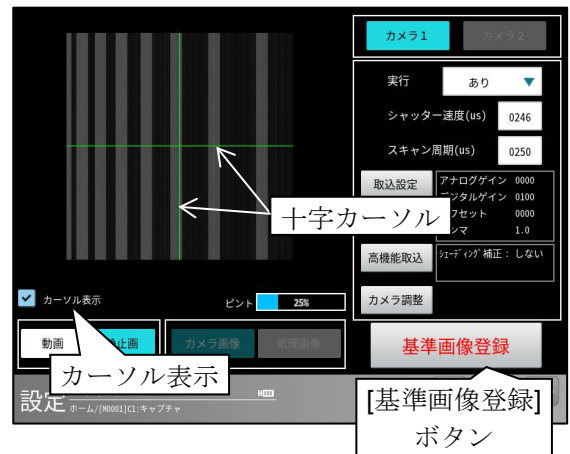 カメラ1
カメラ2
実行
あり
シャッター速度(us)
0246
スキャン周期(us)
0250
取込設定
アナログゲイン 0000
デジタルゲイン 0100
フセット 0000
ンマ 1.0
十字カーソル
高機能取込
シェーディング補正: しない
カーソル表示
ピント
25%
カメラ調整
動画
止画
カメラ画像
処理画像
基準画像登録
カーソル表示
設定
ホーム/[M0001]C1:キャプチャ
[基準画像登録]
ボタン